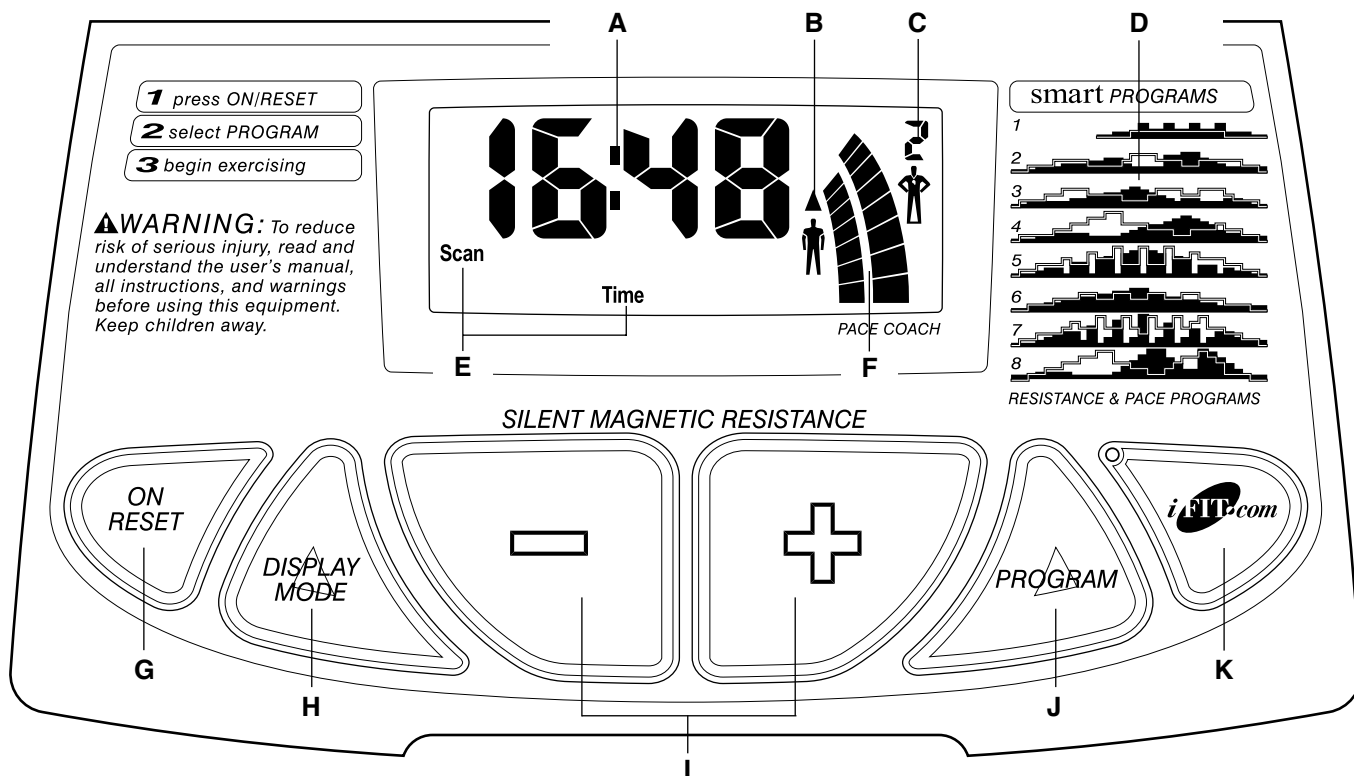 A
B
C
D
1 press ON/RESET
2 select PROGRAM
3 begin exercising
WARNING: To reduce
risk of serious injury, read and
understand the user's manual,
all instructions, and warnings
before using this equipment.
Keep children away.
16:48
2
Scan
Time
PACE COACH
E
F
smart PROGRAMS
1
2
3
4
5
6
7
8
RESISTANCE & PACE PROGRAMS
SILENT MAGNETIC RESISTANCE
ON
RESET
DISPLAY
MODE
PROGRAM
iFIT.com
G
H
I
J
K